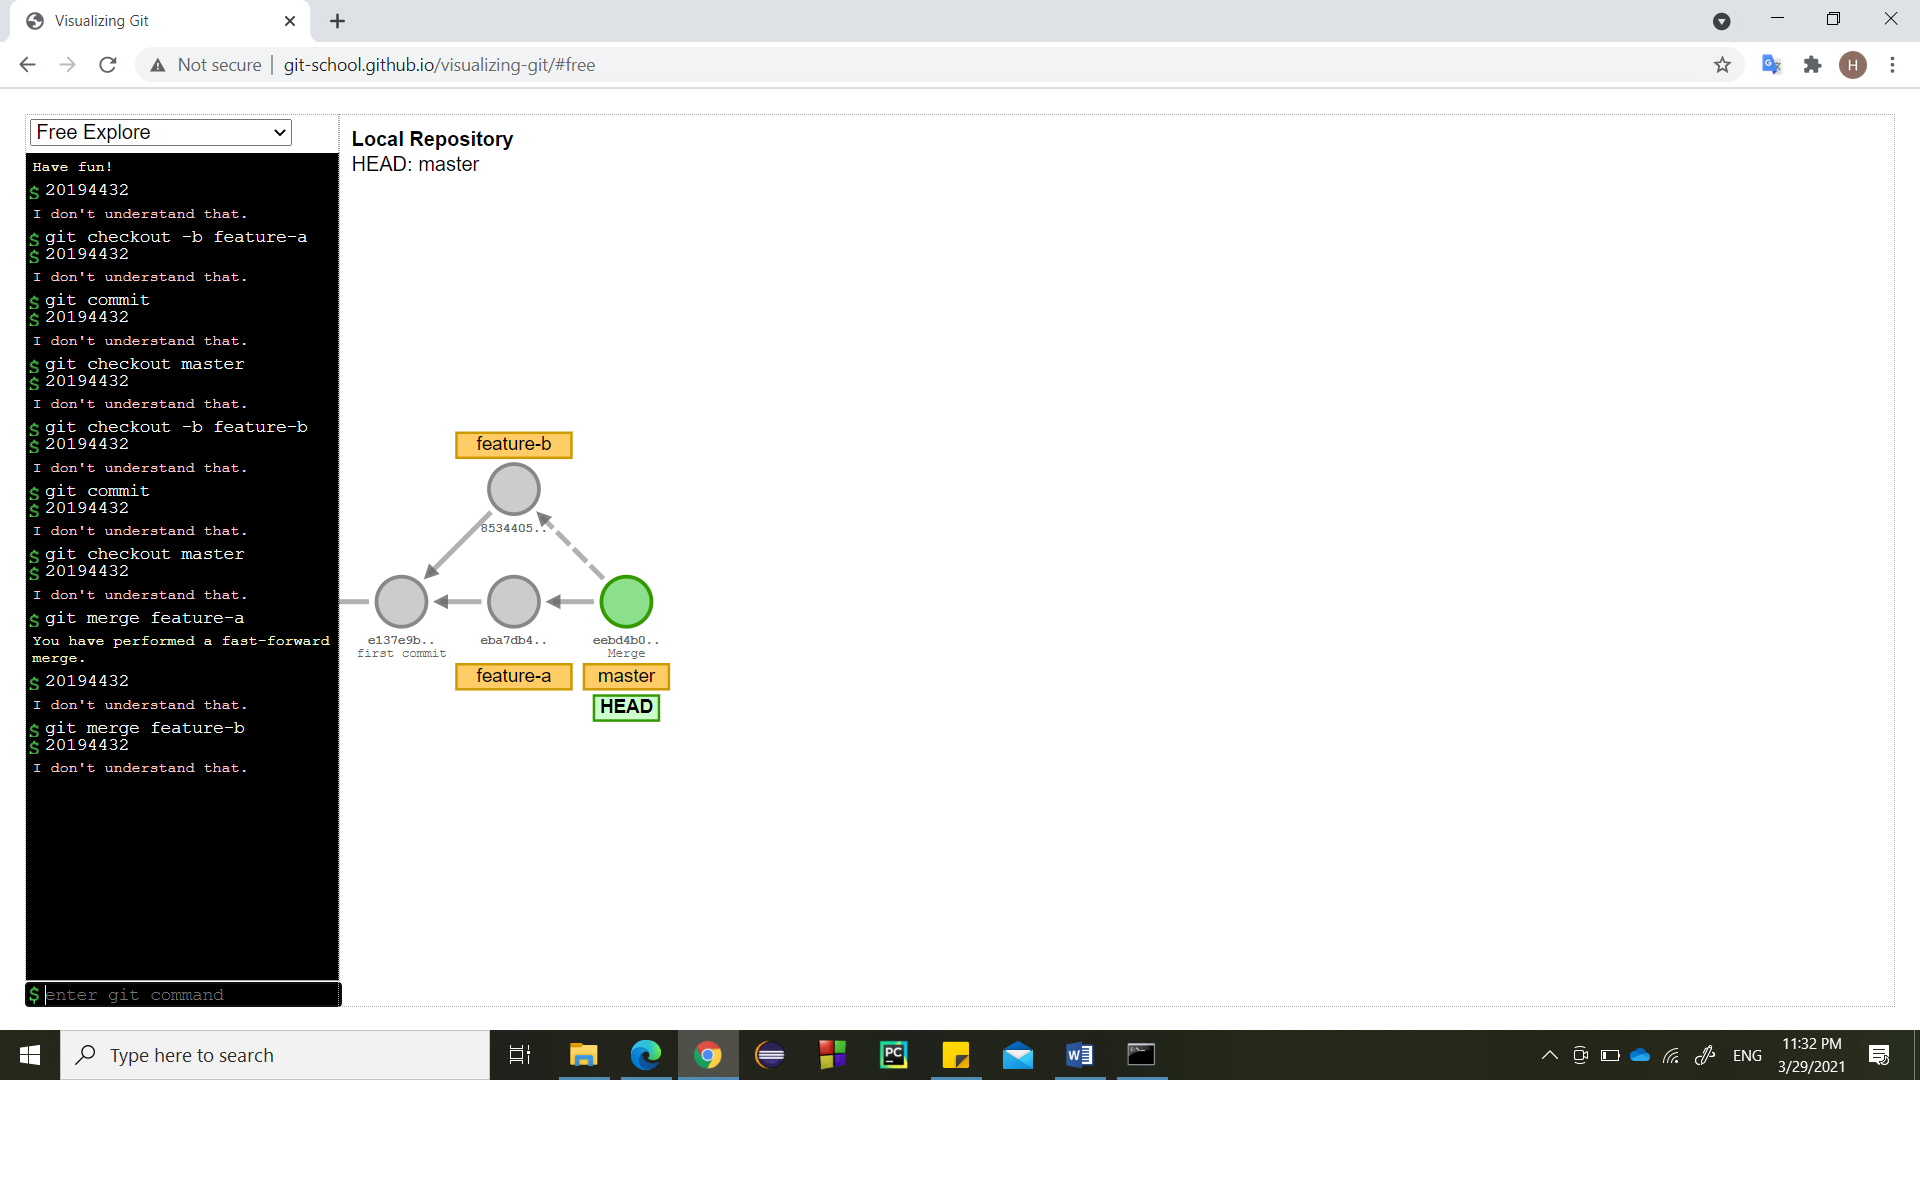 Visualizing Git
Not secure | git-school.github.io/visualizing-git/#free
H
Free Explore
Have fun!
$ 20194432
I don't understand that.
$ git checkout -b feature-a
$ 20194432
I don't understand that.
$ git commit
$ 20194432
I don't understand that.
$ git checkout master
$ 20194432
I don't understand that.
$ git checkout -b feature-b
$ 20194432
I don't understand that.
$ git commit
$ 20194432
I don't understand that.
$ git checkout master
$ 20194432
I don't understand that.
$ git merge feature-a
You have performed a fast-forward
merge.
$ 20194432
I don't understand that.
$ git merge feature-b
$ 20194432
I don't understand that.
$ enter git command
Local Repository
HEAD: master
feature-b
8534405..
e137e9b..
first commit
eba7db4..
eebd4b0..
Merge
feature-a
master
HEAD
Type here to search
PC
W
ENG
11:32 PM
3/29/2021